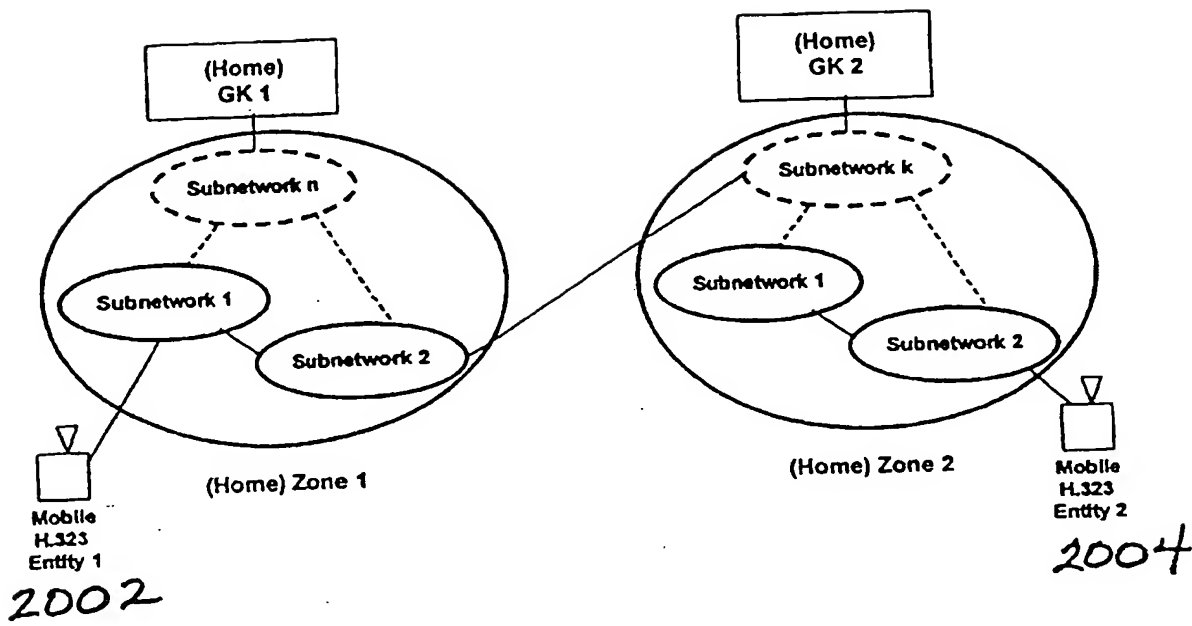 (Home)
GK 1
(Home)
GK 2
Subnetwork n
Subnetwork k
Subnetwork 1
Subnetwork 2
Subnetwork 1
Subnetwork 2
(Home) Zone 1
(Home) Zone 2
Mobile
H.323
Entity 1
2002
Mobile
H.323
Entity 2
2004